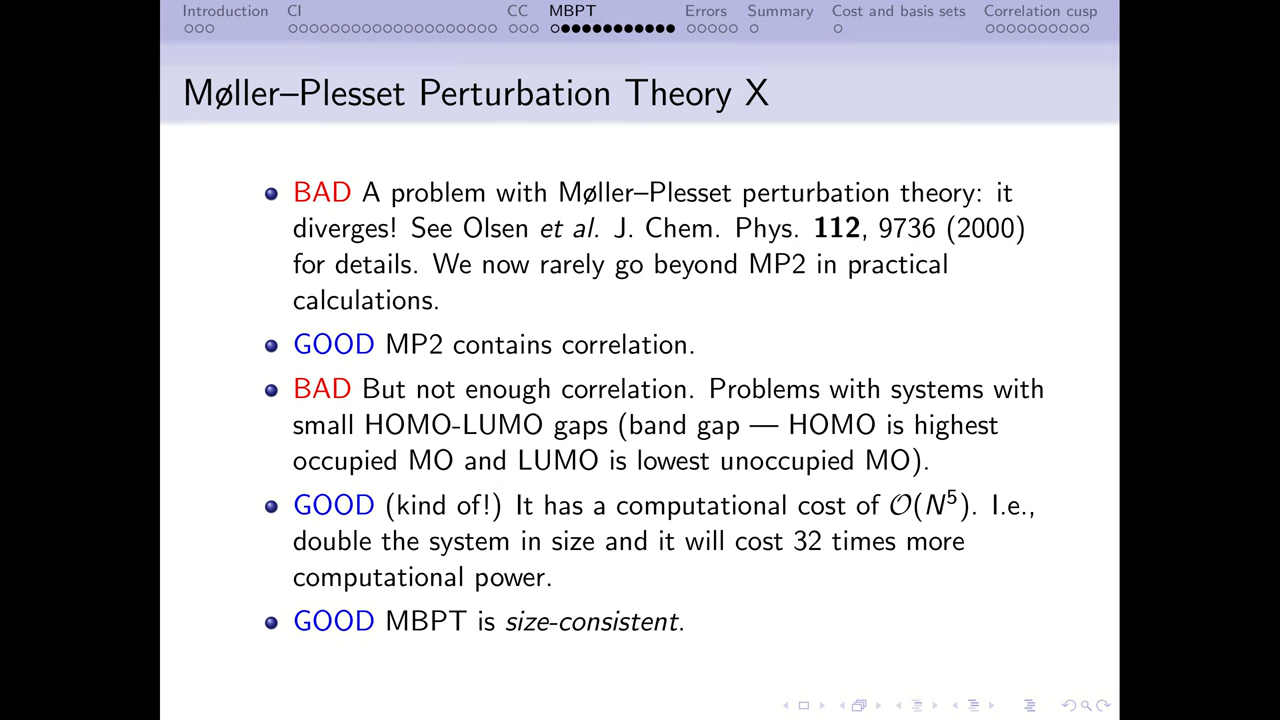 Introduction CI CC MBPT Errors Summary Cost and basis sets Correlation cusp
Møller–Plesset Perturbation Theory X
BAD A problem with Møller–Plesset perturbation theory: it
diverges! See Olsen et al. J. Chem. Phys. 112, 9736 (2000)
for details. We now rarely go beyond MP2 in practical
calculations.
GOOD MP2 contains correlation.
BAD But not enough correlation. Problems with systems with
small HOMO-LUMO gaps (band gap — HOMO is highest
occupied MO and LUMO is lowest unoccupied MO).
GOOD (kind of!) It has a computational cost of 𝒪(N⁵). I.e.,
double the system in size and it will cost 32 times more
computational power.
GOOD MBPT is size-consistent.